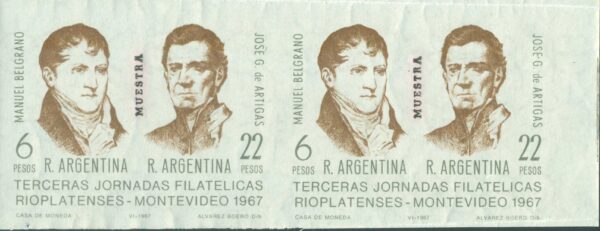 MANUEL BELGRANO
MUESTRA
JOSE G. de ARTIGAS
6 PESOS R. ARGENTINA R. ARGENTINA 22 PESOS
TERCERAS JORNADAS FILATELICAS
RIOPLATENSES - MONTEVIDEO 1967
CASA DE MONEDA VI-1967 ALVAREZ BOERO Dib.
MANUEL BELGRANO
MUESTRA
JOSE G. de ARTIGAS
6 PESOS R. ARGENTINA R. ARGENTINA 22 PESOS
TERCERAS JORNADAS FILATELICAS
RIOPLATENSES - MONTEVIDEO 1967
CASA DE MONEDA VI-1967 ALVAREZ BOERO Dib.